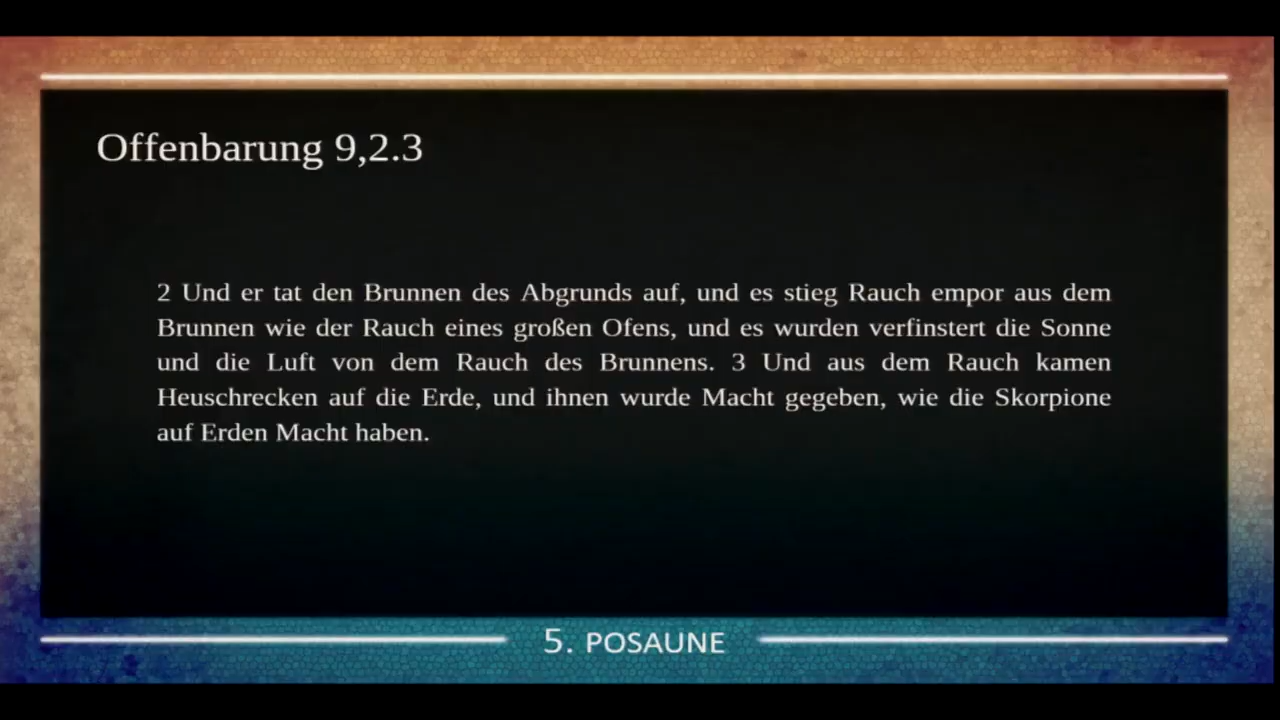 Offenbarung 9,2.3
2 Und er tat den Brunnen des Abgrunds auf, und es stieg Rauch empor aus dem
Brunnen wie der Rauch eines großen Ofens, und es wurden verfinstert die Sonne
und die Luft von dem Rauch des Brunnens. 3 Und aus dem Rauch kamen
Heuschrecken auf die Erde, und ihnen wurde Macht gegeben, wie die Skorpione
auf Erden Macht haben.
5. POSAUNE